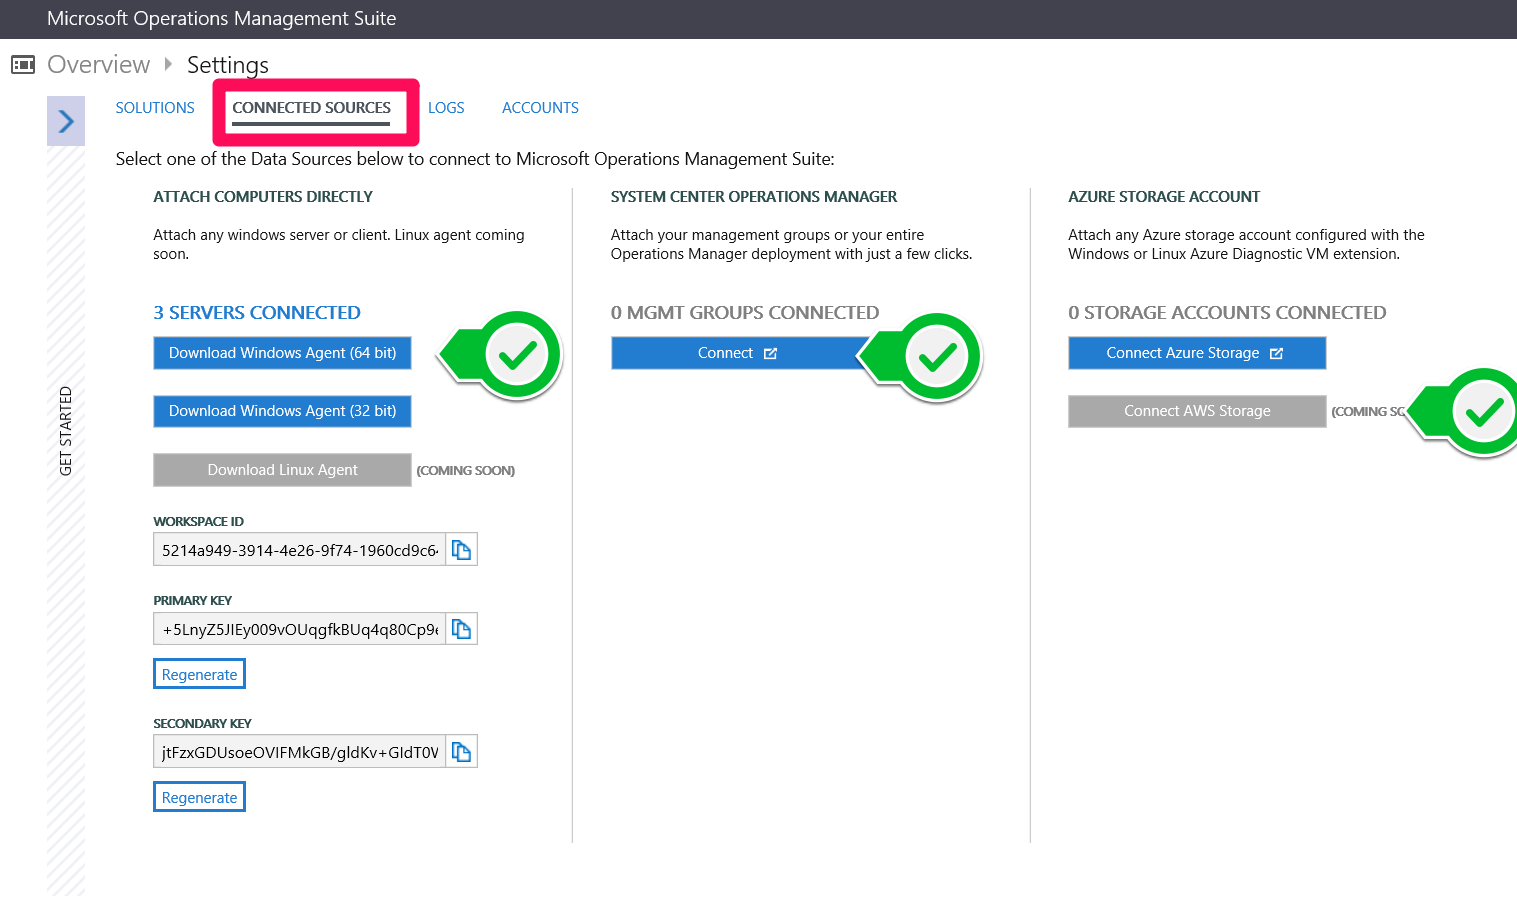 Microsoft Operations Management Suite
Overview Settings
SOLUTIONS CONNECTED SOURCES LOGS ACCOUNTS
Select one of the Data Sources below to connect to Microsoft Operations Management Suite:
ATTACH COMPUTERS DIRECTLY
Attach any windows server or client. Linux agent coming
soon.
3 SERVERS CONNECTED
Download Windows Agent (64 bit)
Download Windows Agent (32 bit)
Download Linux Agent (COMING SOON)
WORKSPACE ID
5214a949-3914-4e26-9f74-1960cd9c6
PRIMARY KEY
+5LnyZ5JIEy009vOUqgfkBUq4q80Cp9
Regenerate
SECONDARY KEY
jtFzxGDUsoeOVIFMkGB/gldKv+GIdT0
Regenerate
SYSTEM CENTER OPERATIONS MANAGER
Attach your management groups or your entire
Operations Manager deployment with just a few clicks.
0 MGMT GROUPS CONNECTED
Connect
AZURE STORAGE ACCOUNT
Attach any Azure storage account configured with the
Windows or Linux Azure Diagnostic VM extension.
0 STORAGE ACCOUNTS CONNECTED
Connect Azure Storage
Connect AWS Storage (COMING
GET STARTED